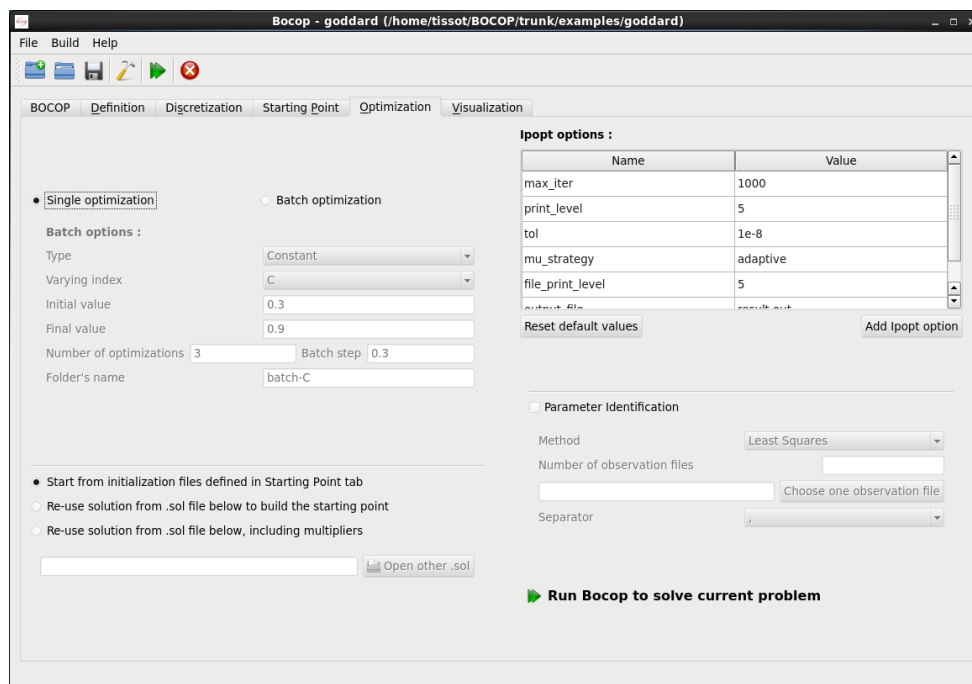 Bocop - goddard (/home/tissot/BOCOP/trunk/examples/goddard)
File Build Help
BOCOP Definition Discretization Starting Point Optimization Visualization
Ipopt options :
Name Value
max_iter 1000
print_level 5
tol 1e-8
mu_strategy adaptive
file_print_level 5
output_file result.out
Reset default values Add Ipopt option
Single optimization Batch optimization
Batch options :
Type Constant
Varying index C
Initial value 0.3
Final value 0.9
Number of optimizations 3 Batch step 0.3
Folder's name batch-C
Parameter Identification
Method Least Squares
Number of observation files
Choose one observation file
Separator ,
Start from initialization files defined in Starting Point tab
Re-use solution from .sol file below to build the starting point
Re-use solution from .sol file below, including multipliers
Open other .sol
Run Bocop to solve current problem